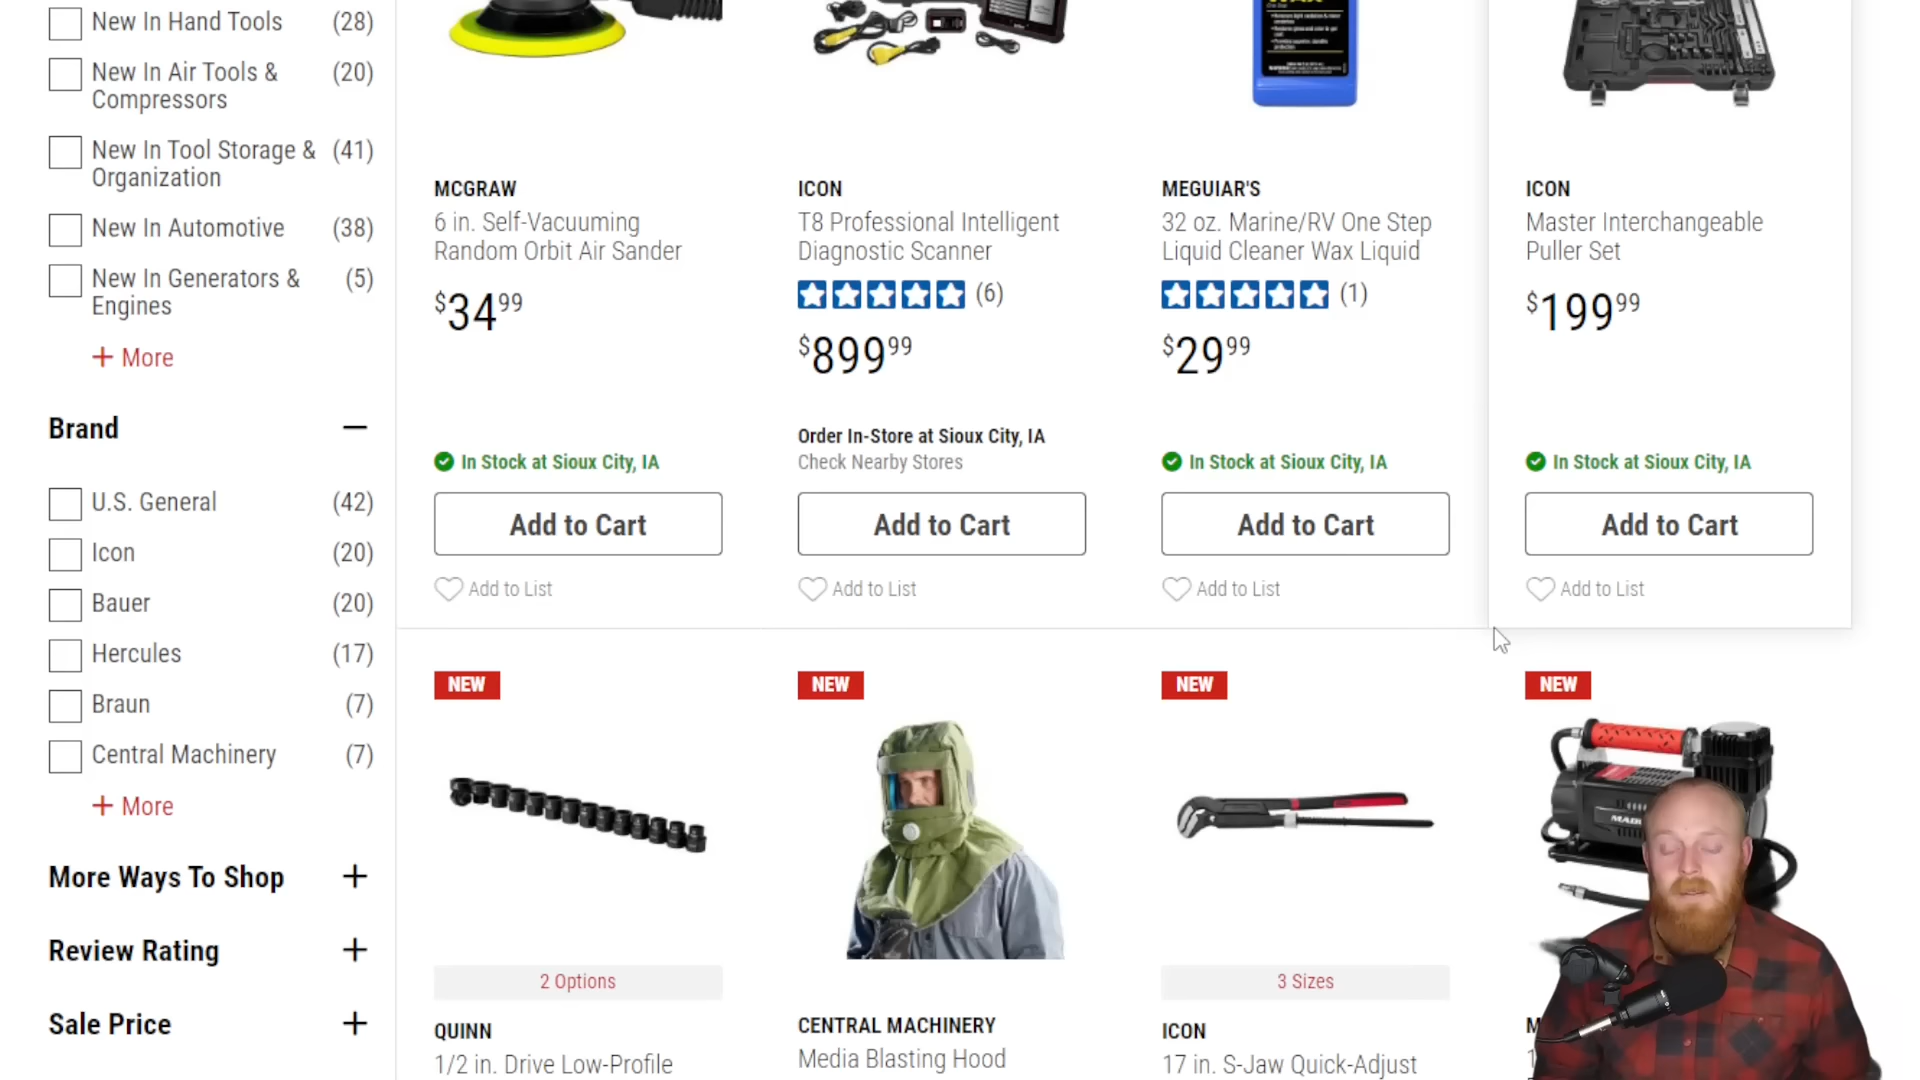 New In Hand Tools (28)
New In Air Tools & (20)
Compressors
New In Tool Storage & (41)
Organization
New In Automotive (38)
New In Generators & (5)
Engines
+ More
Brand
U.S. General (42)
Icon (20)
Bauer (20)
Hercules (17)
Braun (7)
Central Machinery (7)
+ More
More Ways To Shop
Review Rating
Sale Price
MCGRAW
6 in. Self-Vacuuming
Random Orbit Air Sander
$34.99
In Stock at Sioux City, IA
Add to Cart
Add to List
ICON
T8 Professional Intelligent
Diagnostic Scanner
(6)
$899.99
Order In-Store at Sioux City, IA
Check Nearby Stores
Add to Cart
Add to List
MEGUIAR'S
32 oz. Marine/RV One Step
Liquid Cleaner Wax Liquid
(1)
$29.99
In Stock at Sioux City, IA
Add to Cart
Add to List
ICON
Master Interchangeable
Puller Set
$199.99
In Stock at Sioux City, IA
Add to Cart
Add to List
NEW
2 Options
QUINN
1/2 in. Drive Low-Profile
NEW
CENTRAL MACHINERY
Media Blasting Hood
NEW
3 Sizes
ICON
17 in. S-Jaw Quick-Adjust
NEW